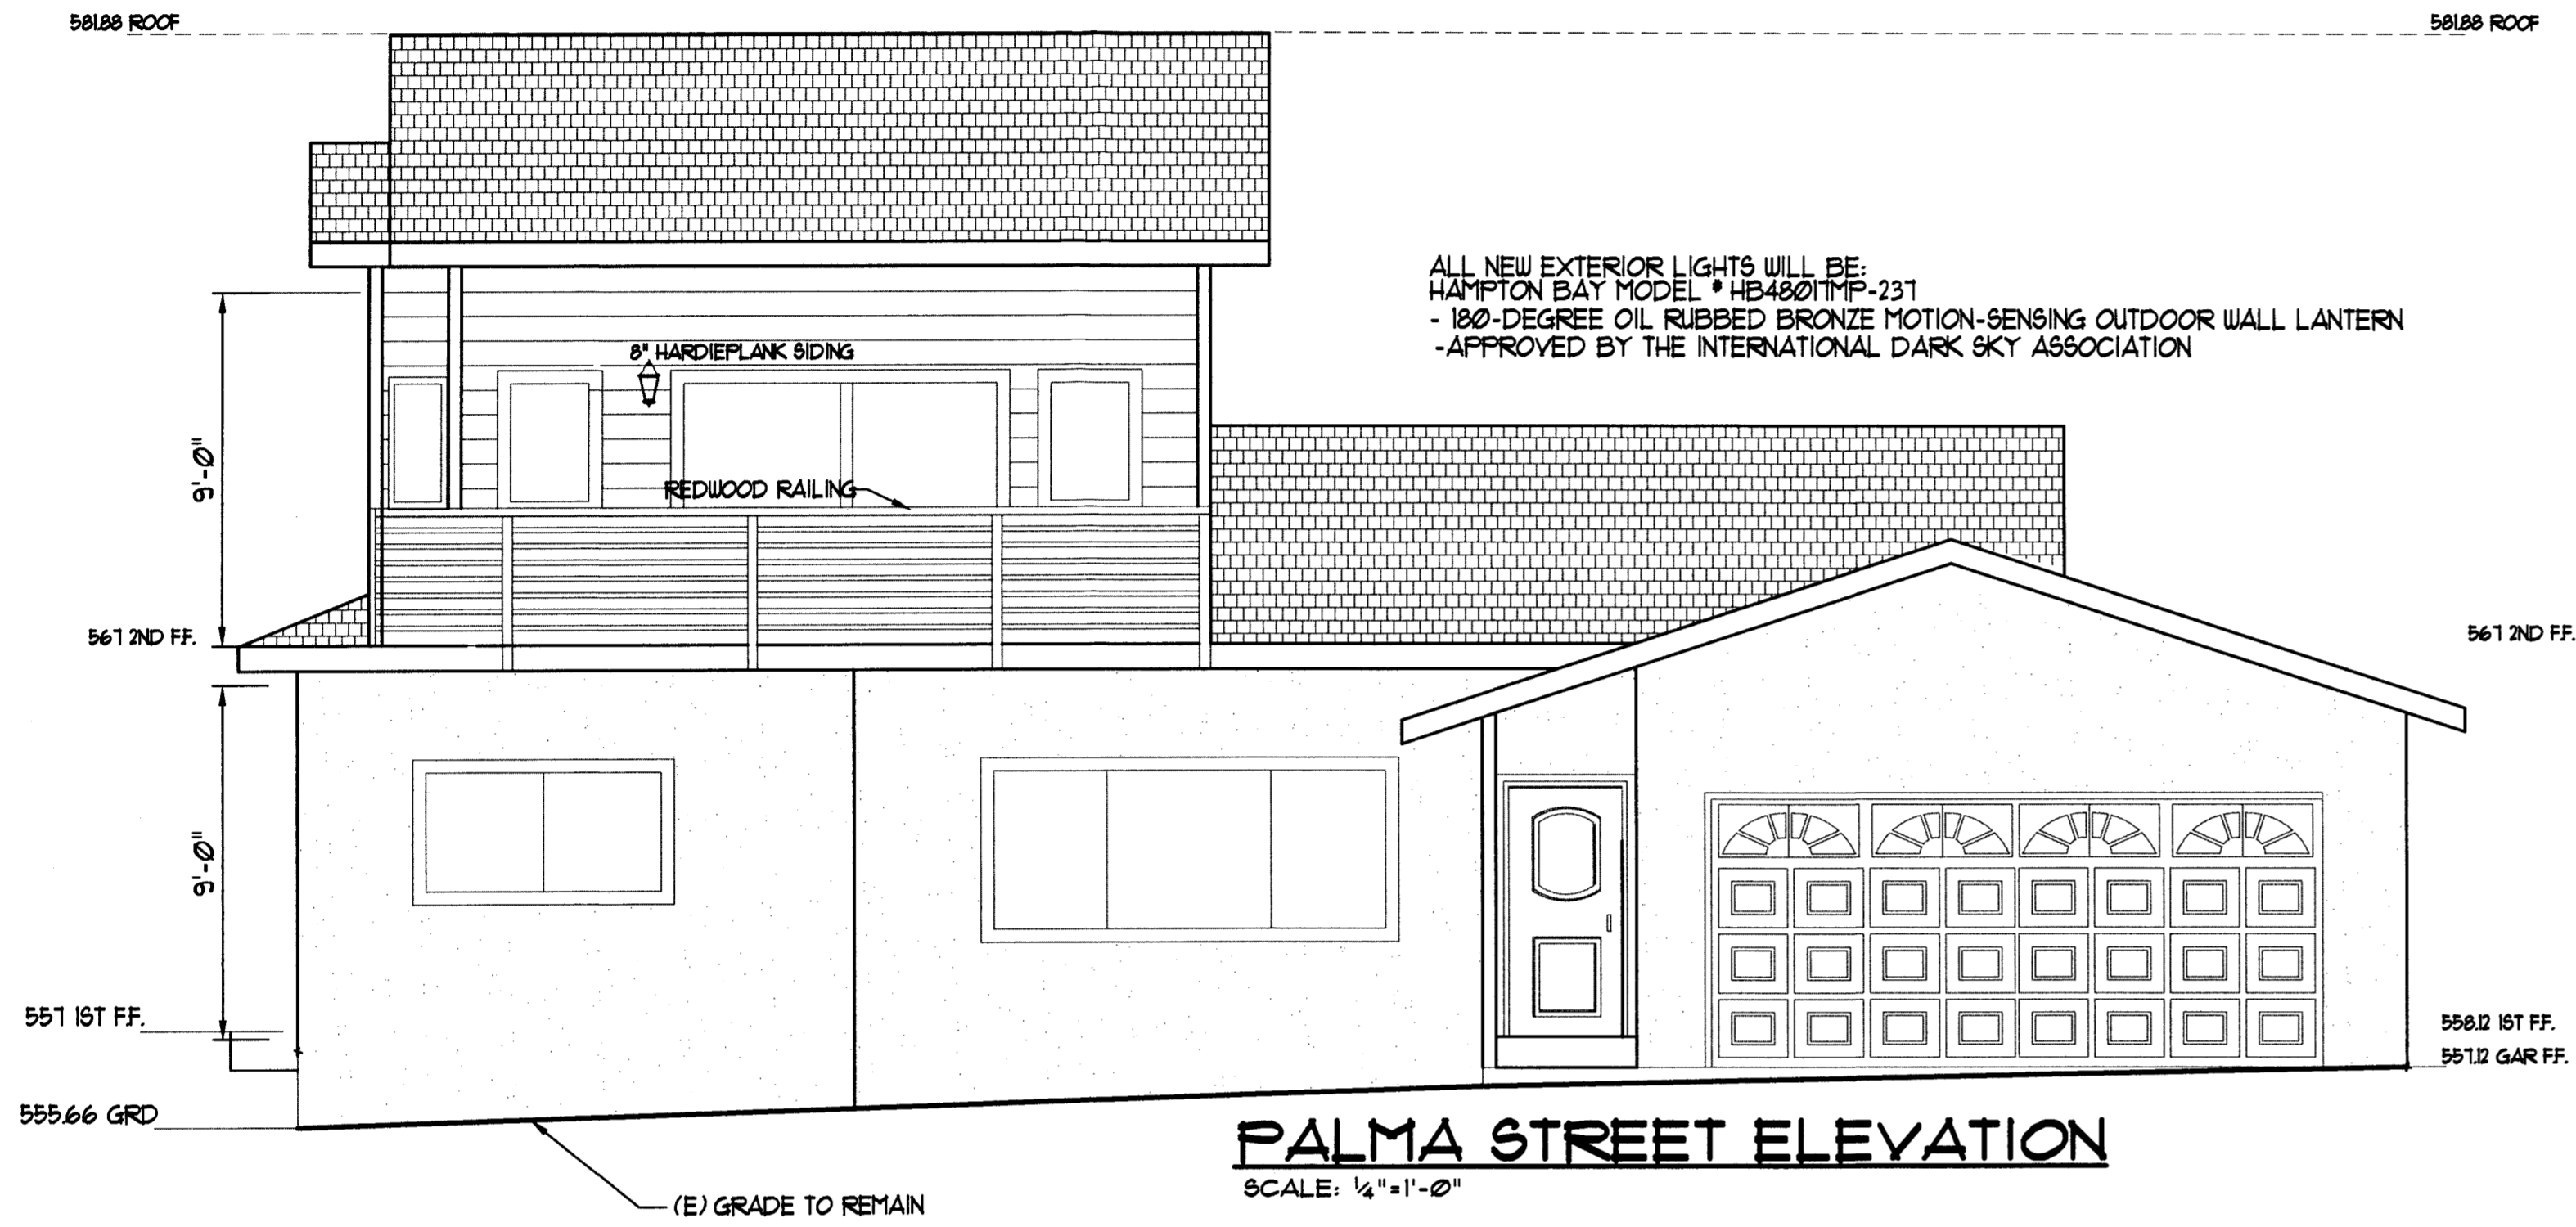 581.88 ROOF
581.88 ROOF
ALL NEW EXTERIOR LIGHTS WILL BE:
HAMPTON BAY MODEL # HB48017MP-237
- 180-DEGREE OIL RUBBED BRONZE MOTION-SENSING OUTDOOR WALL LANTERN
-APPROVED BY THE INTERNATIONAL DARK SKY ASSOCIATION
8" HARDIEPLANK SIDING
9'-0"
REDWOOD RAILING
567 2ND F.F.
567 2ND F.F.
9'-0"
557 1ST F.F.
558.12 1ST F.F.
557.12 GAR F.F.
555.66 GRD
PALMA STREET ELEVATION
SCALE: 1/4"=1'-0"
(E) GRADE TO REMAIN